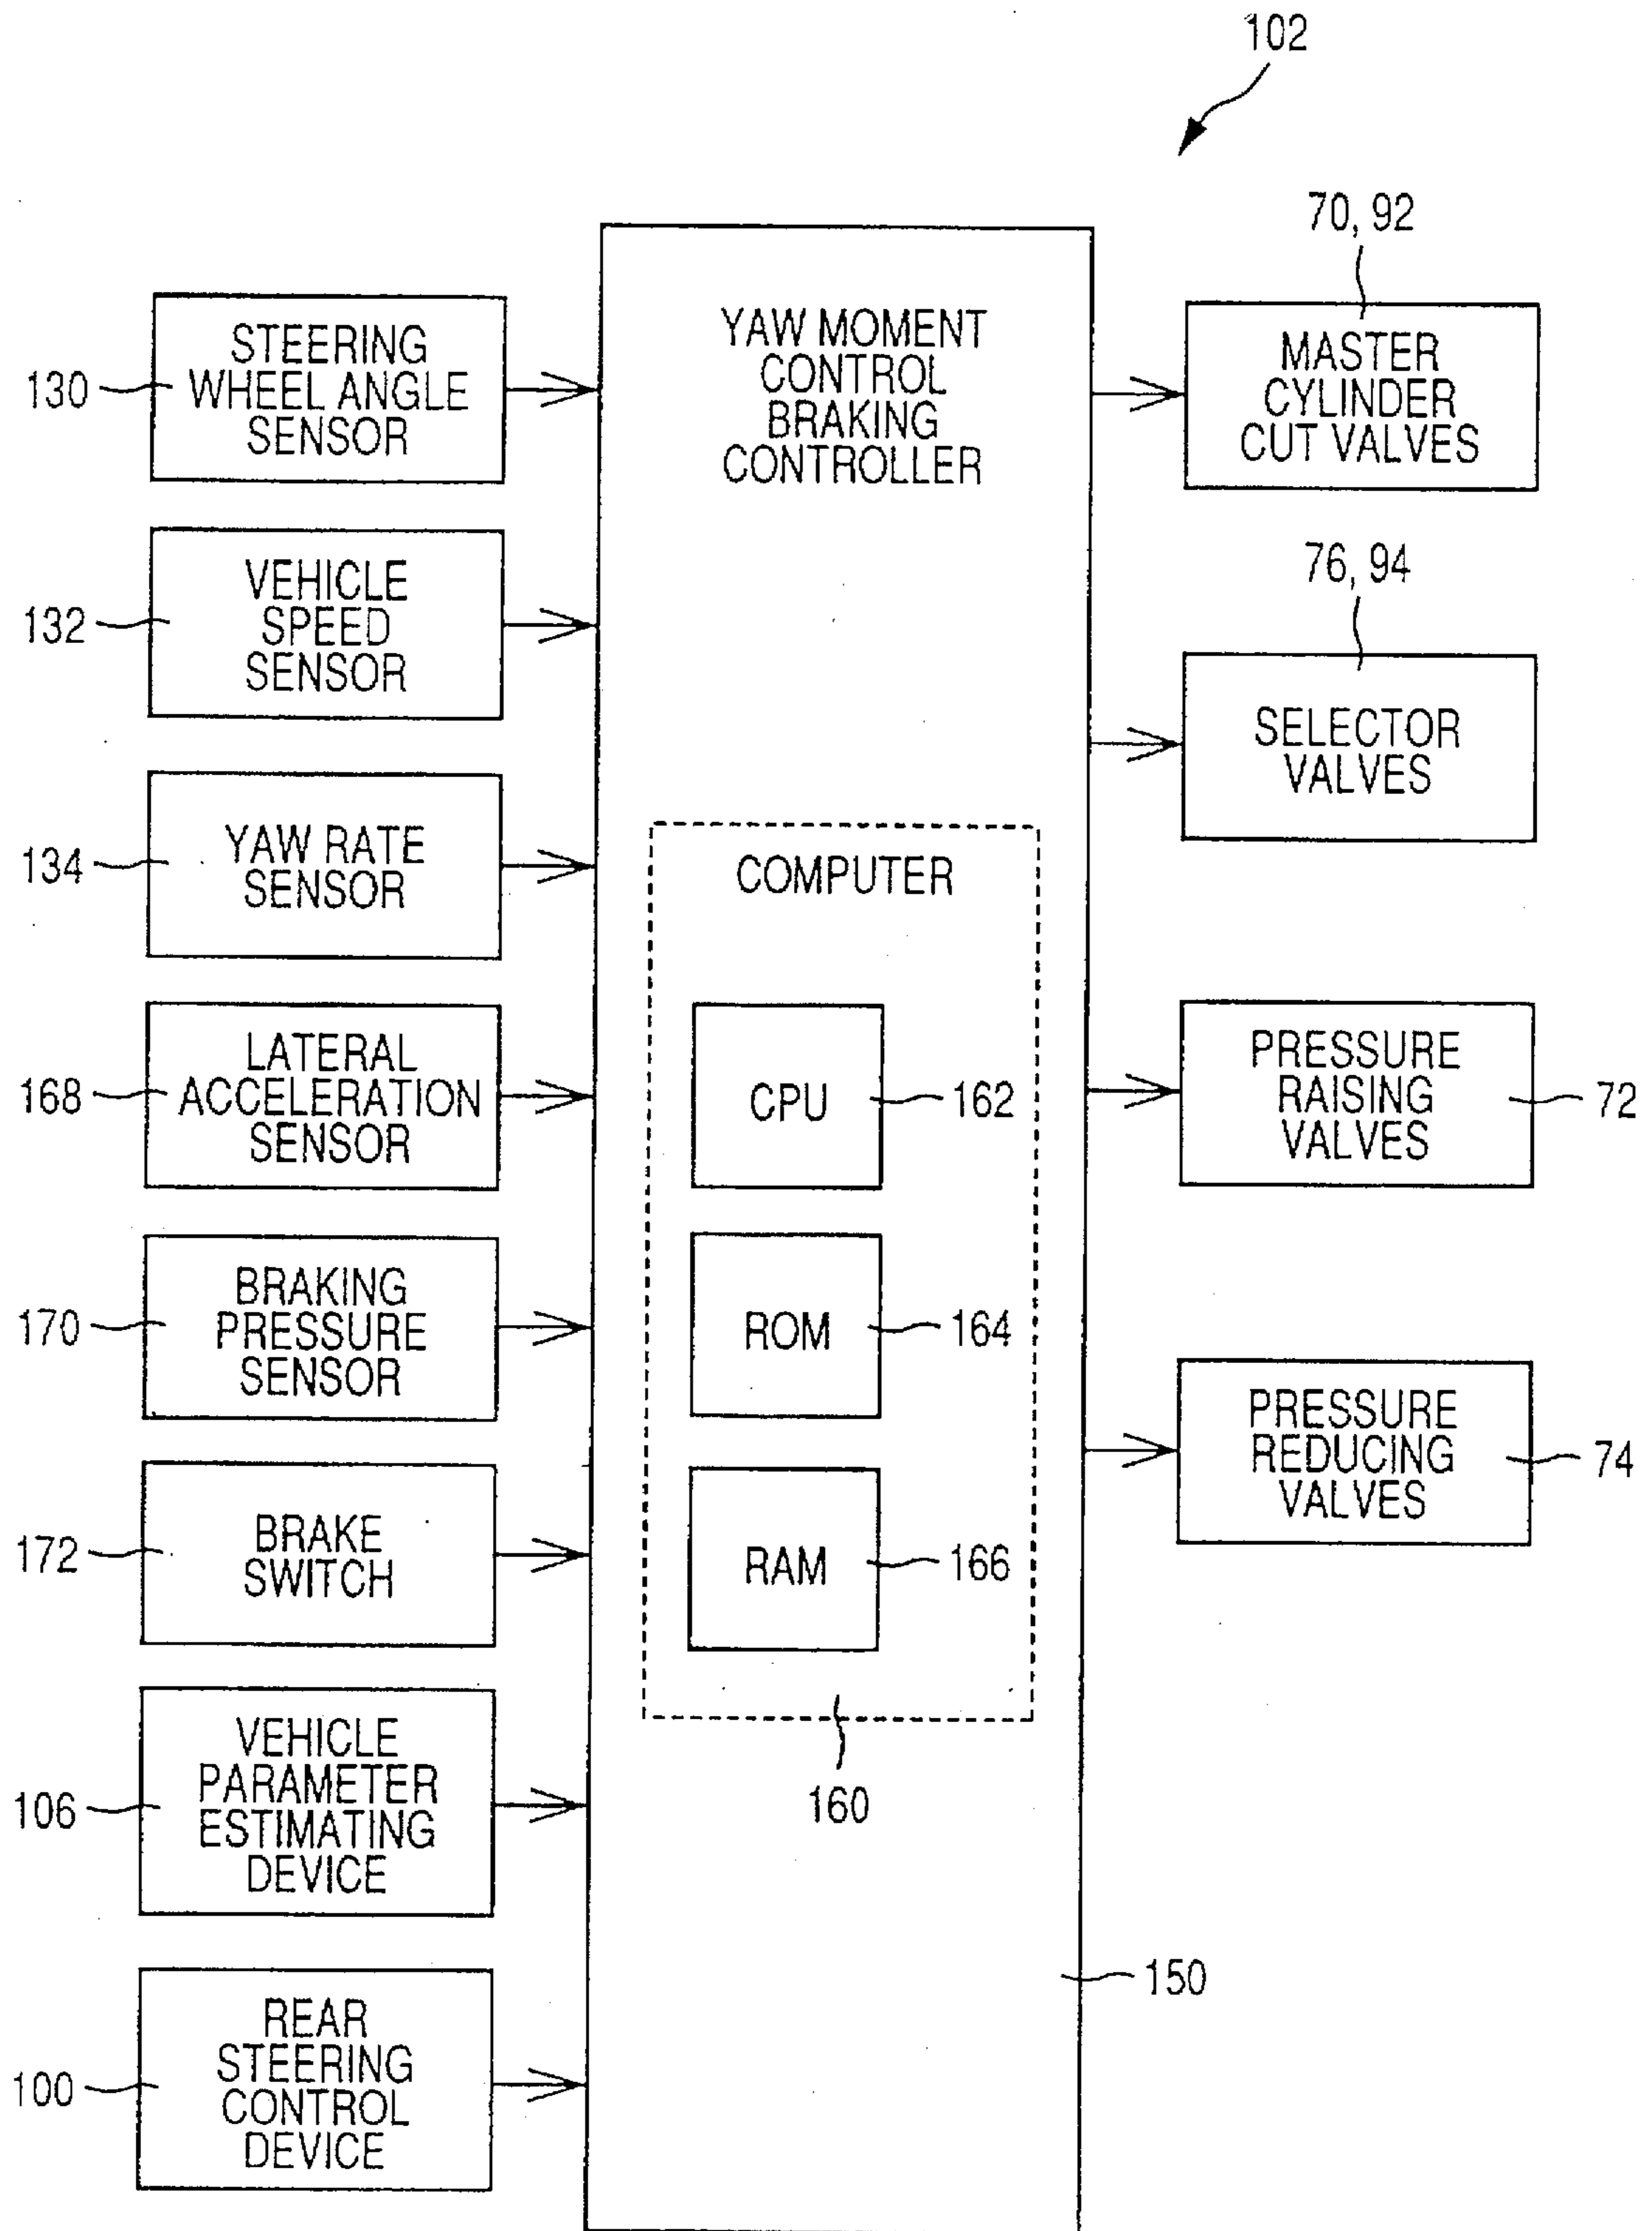 102
70, 92
STEERING
WHEEL ANGLE
SENSOR
130
YAW MOMENT
CONTROL
BRAKING
CONTROLLER
MASTER
CYLINDER
CUT VALVES
76, 94
VEHICLE
SPEED
SENSOR
132
SELECTOR
VALVES
YAW RATE
SENSOR
134
COMPUTER
LATERAL
ACCELERATION
SENSOR
168
CPU
162
PRESSURE
RAISING
VALVES
72
BRAKING
PRESSURE
SENSOR
170
ROM
164
PRESSURE
REDUCING
VALVES
74
BRAKE
SWITCH
172
RAM
166
VEHICLE
PARAMETER
ESTIMATING
DEVICE
106
160
150
REAR
STEERING
CONTROL
DEVICE
100